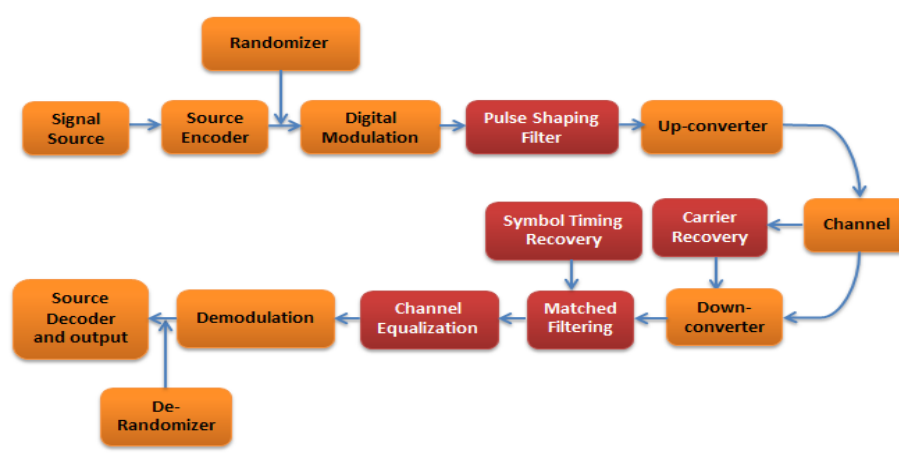 Randomizer
Signal
Source
Source
Encoder
Digital
Modulation
Pulse Shaping
Filter
Up-converter
Symbol Timing
Recovery
Carrier
Recovery
Channel
Source
Decoder
and output
Demodulation
Channel
Equalization
Matched
Filtering
Down-
converter
De-
Randomizer